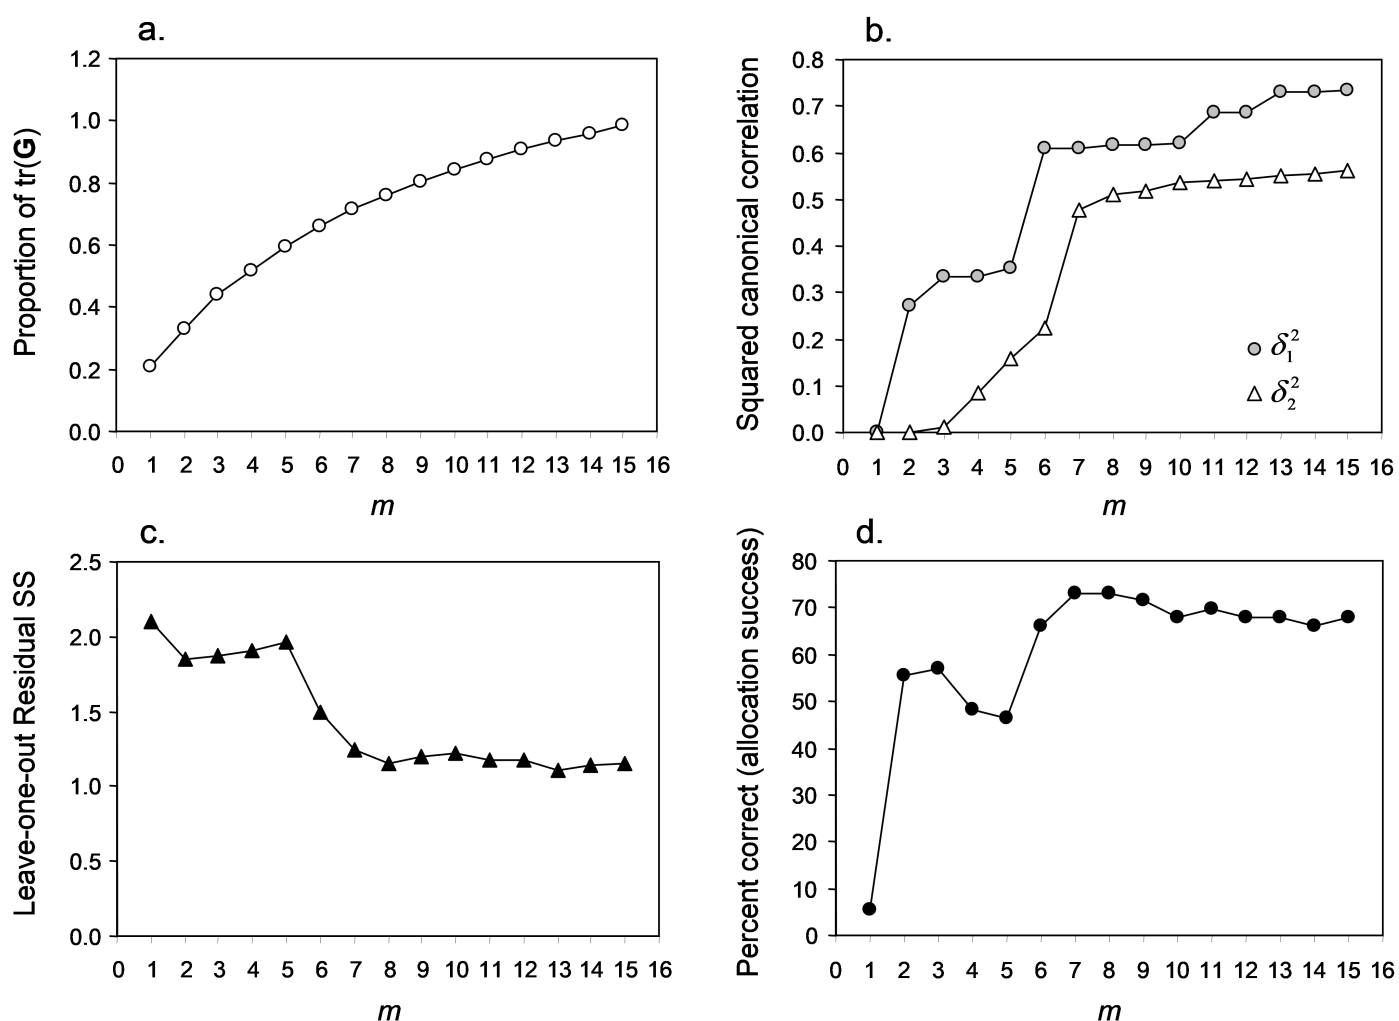 a.
Proportion of tr(G)
1.2
1.0
0.8
0.6
0.4
0.2
0.0
0 1 2 3 4 5 6 7 8 9 10 11 12 13 14 15 16
m
b.
Squared canonical correlation
0.8
0.7
0.6
0.5
0.4
0.3
0.2
0.1
0.0
δ₁²
δ₂²
0 1 2 3 4 5 6 7 8 9 10 11 12 13 14 15 16
m
c.
Leave-one-out Residual SS
2.5
2.0
1.5
1.0
0.5
0.0
0 1 2 3 4 5 6 7 8 9 10 11 12 13 14 15 16
m
d.
Percent correct (allocation success)
80
70
60
50
40
30
20
10
0
0 1 2 3 4 5 6 7 8 9 10 11 12 13 14 15 16
m